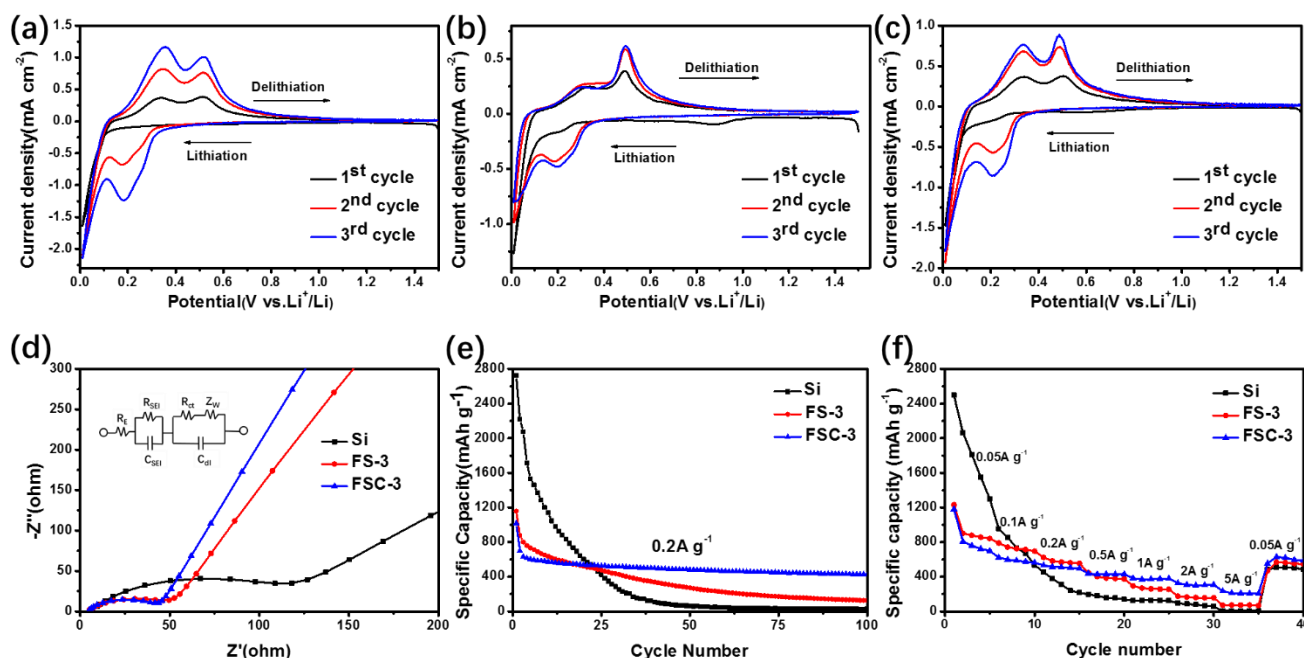 (a)
Current density(mA cm-2)
1.5
1.0
0.5
0.0
-0.5
-1.0
-1.5
-2.0
Delithiation
Lithiation
1st cycle
2nd cycle
3rd cycle
0.0 0.2 0.4 0.6 0.8 1.0 1.2 1.4
Potential(V vs.Li+/Li)
(b)
Current density(mA cm-2)
0.5
0.0
-0.5
-1.0
Delithiation
Lithiation
1st cycle
2nd cycle
3rd cycle
0.0 0.2 0.4 0.6 0.8 1.0 1.2 1.4
Potential(V vs.Li+/Li)
(c)
Current density(mA cm-2)
1.0
0.5
0.0
-0.5
-1.0
-1.5
-2.0
Delithiation
Lithiation
1st cycle
2nd cycle
3rd cycle
0.0 0.2 0.4 0.6 0.8 1.0 1.2 1.4
Potential(V vs.Li+/Li)
(d)
-Z''(ohm)
300
250
200
150
100
50
0
RE
RSEI
Rct
ZW
CSEI
Cdl
Si
FS-3
FSC-3
0 50 100 150 200
Z'(ohm)
(e)
Specific Capacity(mAh g-1)
2800
2400
2000
1600
1200
800
400
0
Si
FS-3
FSC-3
0.2A g-1
0 25 50 75 100
Cycle Number
(f)
Specific capacity (mAh g-1)
2800
2400
2000
1600
1200
800
400
0
Si
FS-3
FSC-3
0.05A g-1
0.1A g-1
0.2A g-1
0.5A g-1
1A g-1
2A g-1
5A g-1
0.05A g-1
0 10 20 30
Cycle number